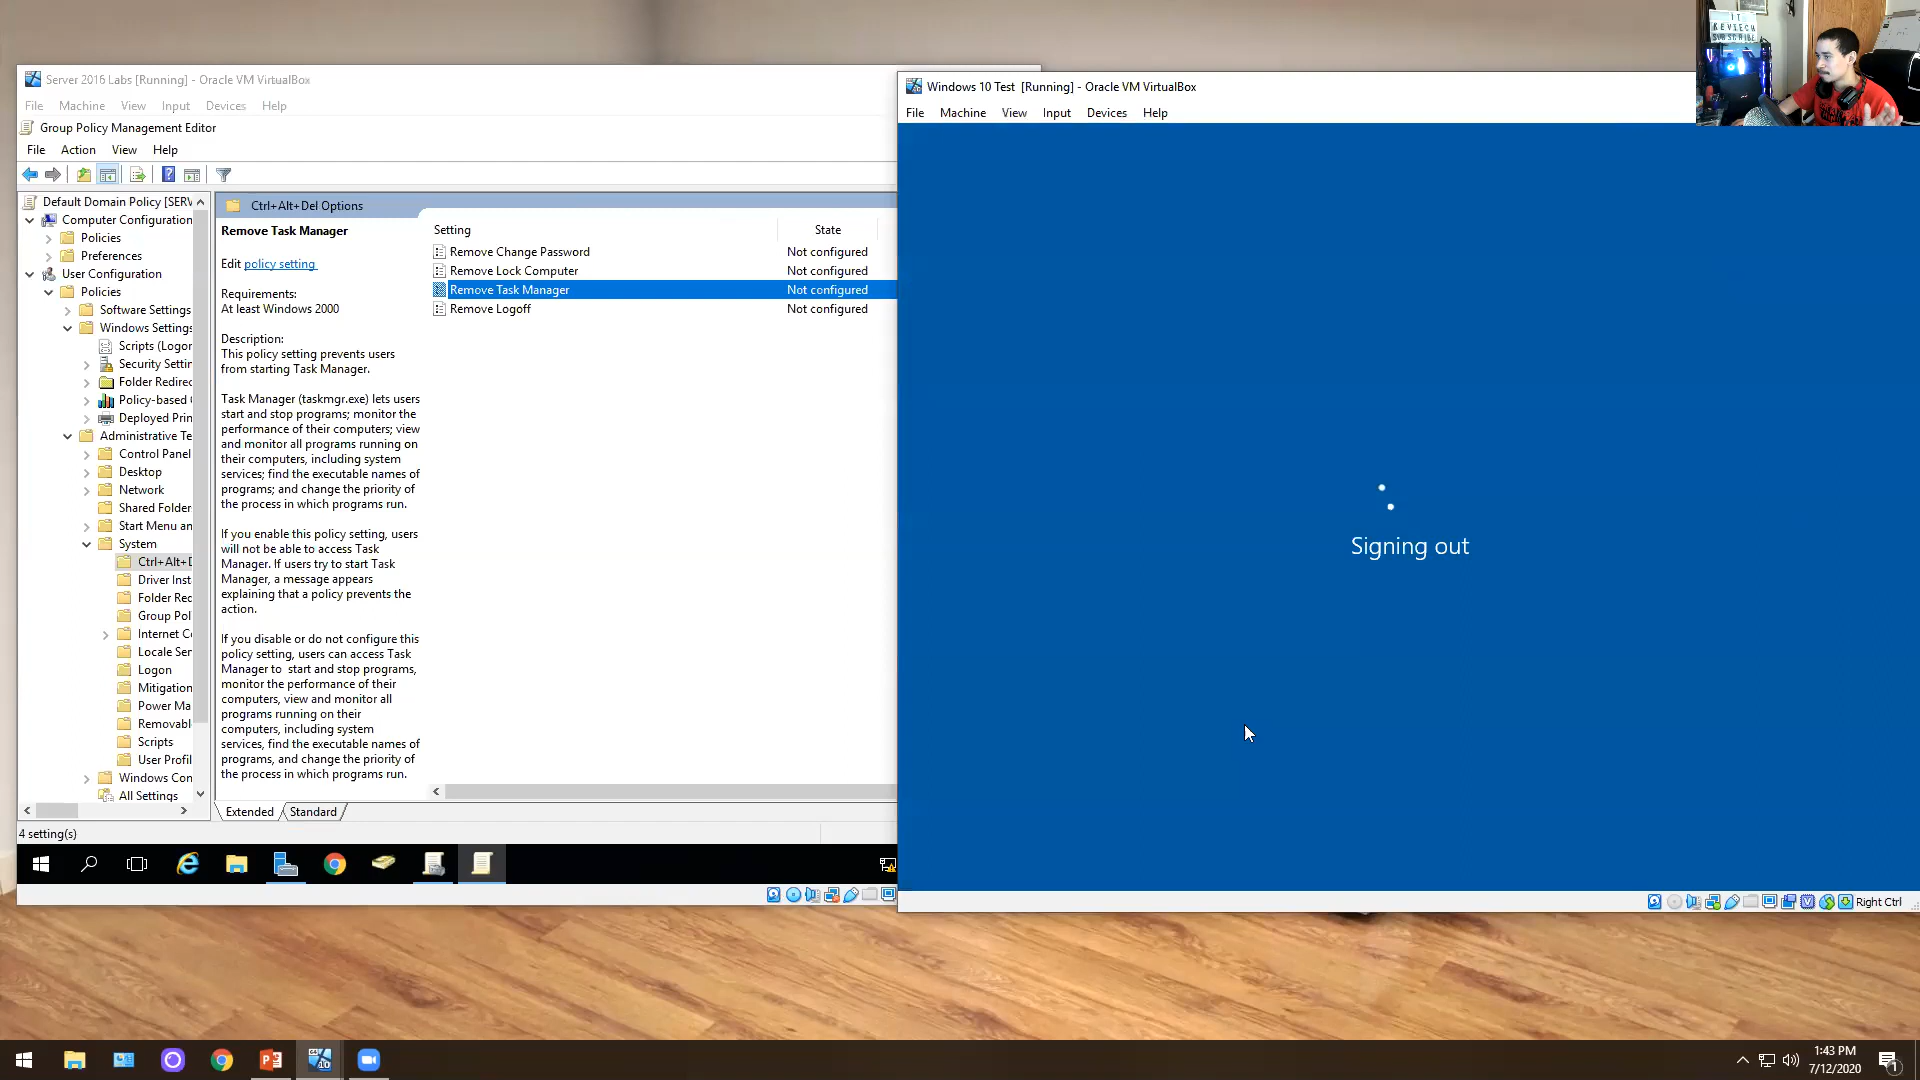 IT
KEVTECH
SUBSCRIBE
Server 2016 Labs [Running] - Oracle VM VirtualBox
File Machine View Input Devices Help
Group Policy Management Editor
File Action View Help
Default Domain Policy [SERV
Computer Configuration
Policies
Preferences
User Configuration
Policies
Software Settings
Windows Settings
Scripts (Logon
Security Settin
Folder Redirec
Policy-based
Deployed Prin
Administrative Te
Control Panel
Desktop
Network
Shared Folder
Start Menu an
System
Ctrl+Alt+D
Driver Inst
Folder Rec
Group Pol
Internet Co
Locale Ser
Logon
Mitigation
Power Ma
Removabl
Scripts
User Profil
Windows Con
All Settings
Ctrl+Alt+Del Options
Remove Task Manager
Edit policy setting
Requirements:
At least Windows 2000
Description:
This policy setting prevents users
from starting Task Manager.
Task Manager (taskmgr.exe) lets users
start and stop programs; monitor the
performance of their computers; view
and monitor all programs running on
their computers, including system
services; find the executable names of
programs; and change the priority of
the process in which programs run.
If you enable this policy setting, users
will not be able to access Task
Manager. If users try to start Task
Manager, a message appears
explaining that a policy prevents the
action.
If you disable or do not configure this
policy setting, users can access Task
Manager to start and stop programs,
monitor the performance of their
computers, view and monitor all
programs running on their
computers, including system
services, find the executable names of
programs, and change the priority of
the process in which programs run.
Setting State
Remove Change Password Not configured
Remove Lock Computer Not configured
Remove Task Manager Not configured
Remove Logoff Not configured
Extended Standard
4 setting(s)
Windows 10 Test [Running] - Oracle VM VirtualBox
File Machine View Input Devices Help
Signing out
Right Ctrl
1:43 PM
7/12/2020
1